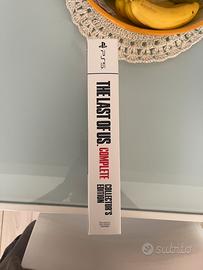 PS5
THE LAST OF US COMPLETE
COLLECTOR'S
EDITION
subito